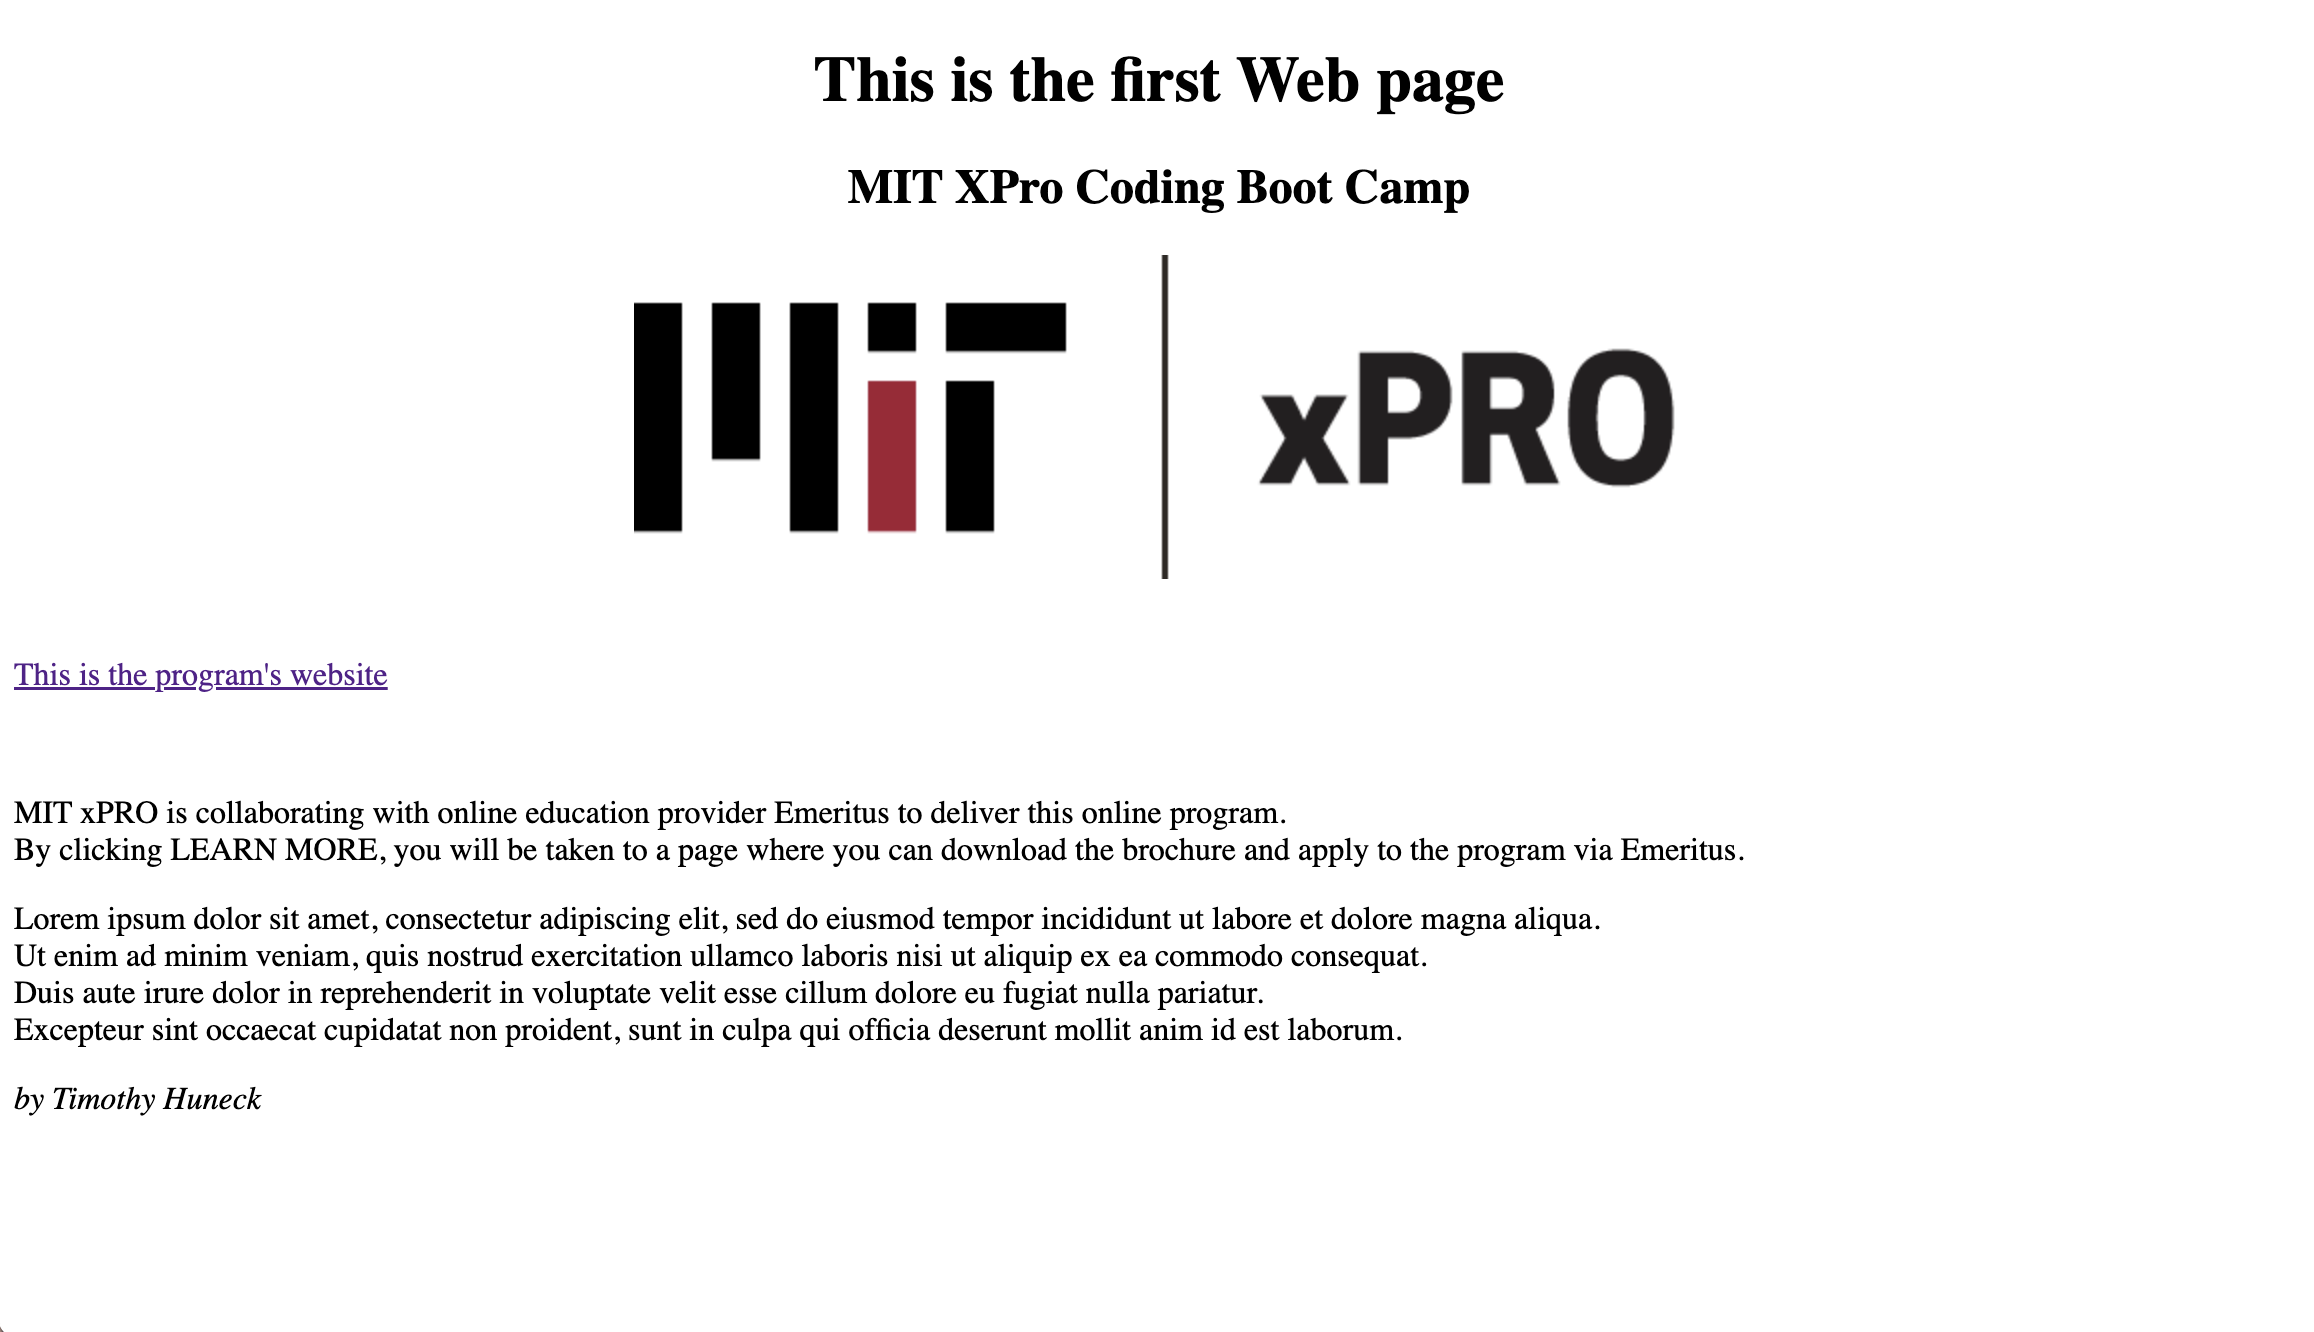 This is the first Web page
MIT XPro Coding Boot Camp
MiT xPRO
This is the program's website
MIT xPRO is collaborating with online education provider Emeritus to deliver this online program.
By clicking LEARN MORE, you will be taken to a page where you can download the brochure and apply to the program via Emeritus.
Lorem ipsum dolor sit amet, consectetur adipiscing elit, sed do eiusmod tempor incididunt ut labore et dolore magna aliqua.
Ut enim ad minim veniam, quis nostrud exercitation ullamco laboris nisi ut aliquip ex ea commodo consequat.
Duis aute irure dolor in reprehenderit in voluptate velit esse cillum dolore eu fugiat nulla pariatur.
Excepteur sint occaecat cupidatat non proident, sunt in culpa qui officia deserunt mollit anim id est laborum.
by Timothy Huneck